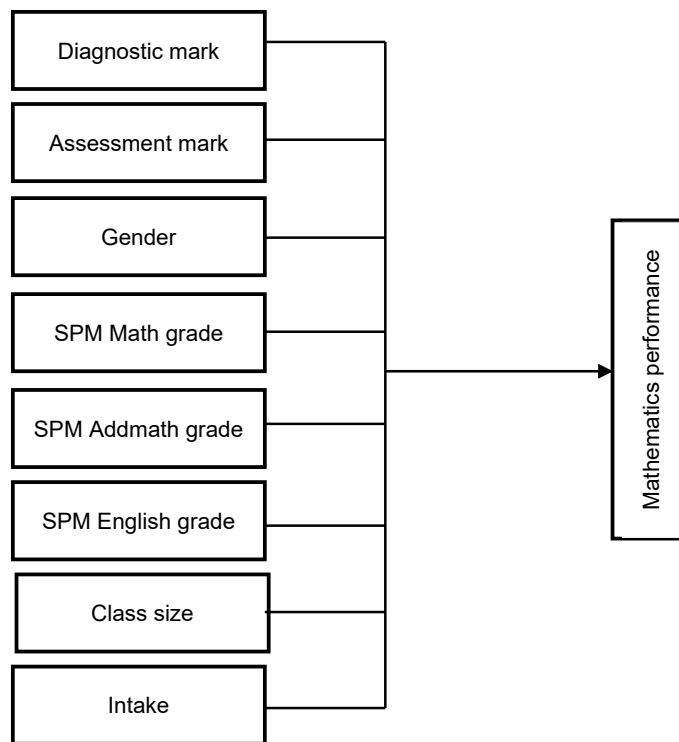 Diagnostic mark
Assessment mark
Gender
SPM Math grade
SPM Addmath grade
SPM English grade
Class size
Intake
Mathematics performance